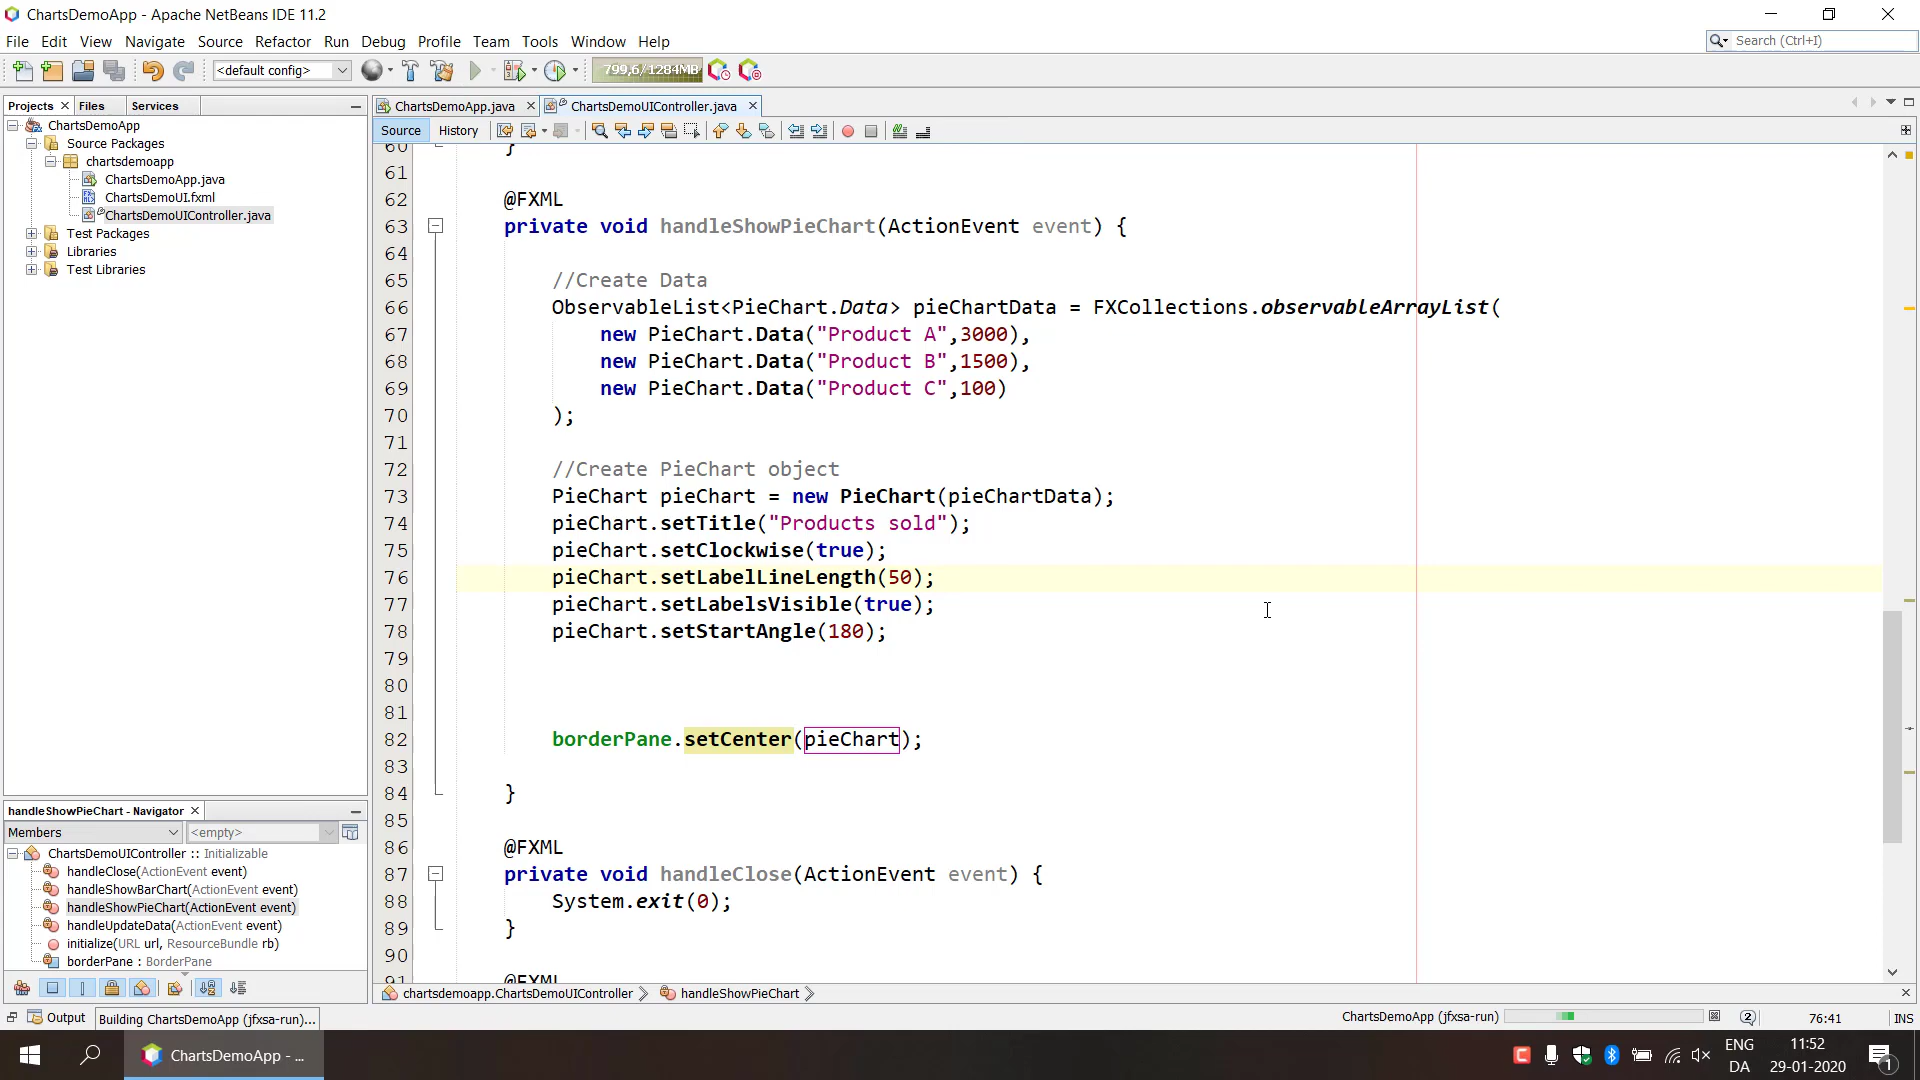 ChartsDemoApp - Apache NetBeans IDE 11.2
File Edit View Navigate Source Refactor Run Debug Profile Team Tools Window Help
Search (Ctrl+I)
<default config>
799,6/1284MB
Projects Files Services
ChartsDemoApp.java ChartsDemoUIController.java
Source History
ChartsDemoApp
Source Packages
chartsdemoapp
ChartsDemoApp.java
ChartsDemoUI.fxml
ChartsDemoUIController.java
Test Packages
Libraries
Test Libraries
60 }
61
62 @FXML
63 private void handleShowPieChart(ActionEvent event) {
64
65 //Create Data
66 ObservableList<PieChart.Data> pieChartData = FXCollections.observableArrayList(
67 new PieChart.Data("Product A",3000),
68 new PieChart.Data("Product B",1500),
69 new PieChart.Data("Product C",100)
70 );
71
72 //Create PieChart object
73 PieChart pieChart = new PieChart(pieChartData);
74 pieChart.setTitle("Products sold");
75 pieChart.setClockwise(true);
76 pieChart.setLabelLineLength(50);
77 pieChart.setLabelsVisible(true);
78 pieChart.setStartAngle(180);
79
80
81
82 borderPane.setCenter(pieChart);
83
84 }
85
86 @FXML
87 private void handleClose(ActionEvent event) {
88 System.exit(0);
89 }
90
91 @FXML
handleShowPieChart - Navigator
Members <empty>
ChartsDemoUIController :: Initializable
handleClose(ActionEvent event)
handleShowBarChart(ActionEvent event)
handleShowPieChart(ActionEvent event)
handleUpdateData(ActionEvent event)
initialize(URL url, ResourceBundle rb)
borderPane : BorderPane
chartsdemoapp.ChartsDemoUIController handleShowPieChart
Output Building ChartsDemoApp (jfxsa-run)...
ChartsDemoApp (jfxsa-run) 2 76:41 INS
ChartsDemoApp - ...
ENG
DA
11:52
29-01-2020
1